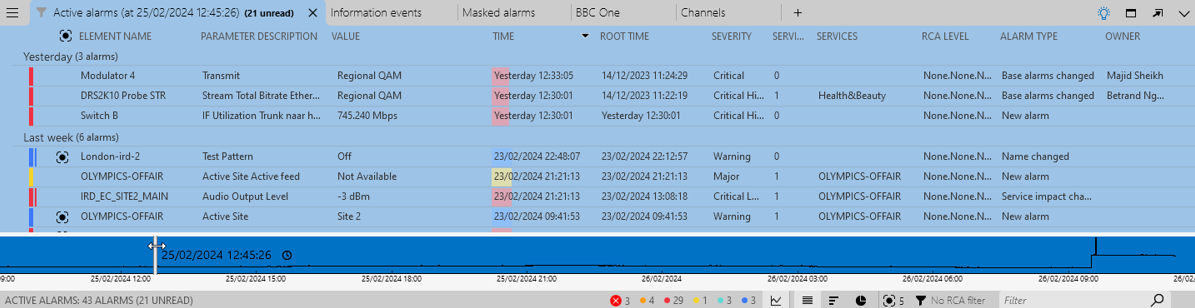 Active alarms (at 25/02/2024 12:45:26) (21 unread) Information events Masked alarms BBC One Channels
ELEMENT NAME PARAMETER DESCRIPTION VALUE TIME ROOT TIME SEVERITY SERVI... SERVICES RCA LEVEL ALARM TYPE OWNER
Yesterday (3 alarms)
Modulator 4 Transmit Regional QAM Yesterday 12:33:05 14/12/2023 11:24:29 Critical 0 None.None.N... Base alarms changed Majid Sheikh
DRS2K10 Probe STR Stream Total Bitrate Ether... Regional QAM Yesterday 12:30:01 14/12/2023 11:22:19 Critical Hi... 1 Health&Beauty None.None.N... Base alarms changed Betrand Ng...
Switch B IF Utilization Trunk naar h... 745.240 Mbps Yesterday 12:30:01 Yesterday 12:30:01 Critical Hi... 0 None.None.N... New alarm
Last week (6 alarms)
London-ird-2 Test Pattern Off 23/02/2024 22:48:07 23/02/2024 22:12:57 Warning 0 None.None.N... Name changed
OLYMPICS-OFFAIR Active Site Active feed Not Available 23/02/2024 21:21:13 23/02/2024 21:21:13 Major 1 OLYMPICS-OFFAIR None.None.N... New alarm
IRD_EC_SITE2_MAIN Audio Output Level -3 dBm 23/02/2024 21:21:13 23/02/2024 13:08:18 Critical L... 1 OLYMPICS-OFFAIR None.None.N... Service impact cha...
OLYMPICS-OFFAIR Active Site Site 2 23/02/2024 09:41:53 23/02/2024 09:41:53 Warning 1 OLYMPICS-OFFAIR None.None.N... New alarm
25/02/2024 12:45:26
09:00 25/02/2024 12:00 25/02/2024 15:00 25/02/2024 18:00 25/02/2024 21:00 26/02/2024 26/02/2024 03:00 26/02/2024 06:00 26/02/2024 09:00
ACTIVE ALARMS: 43 ALARMS (21 UNREAD) 3 4 29 1 3 3 5 No RCA filter Filter